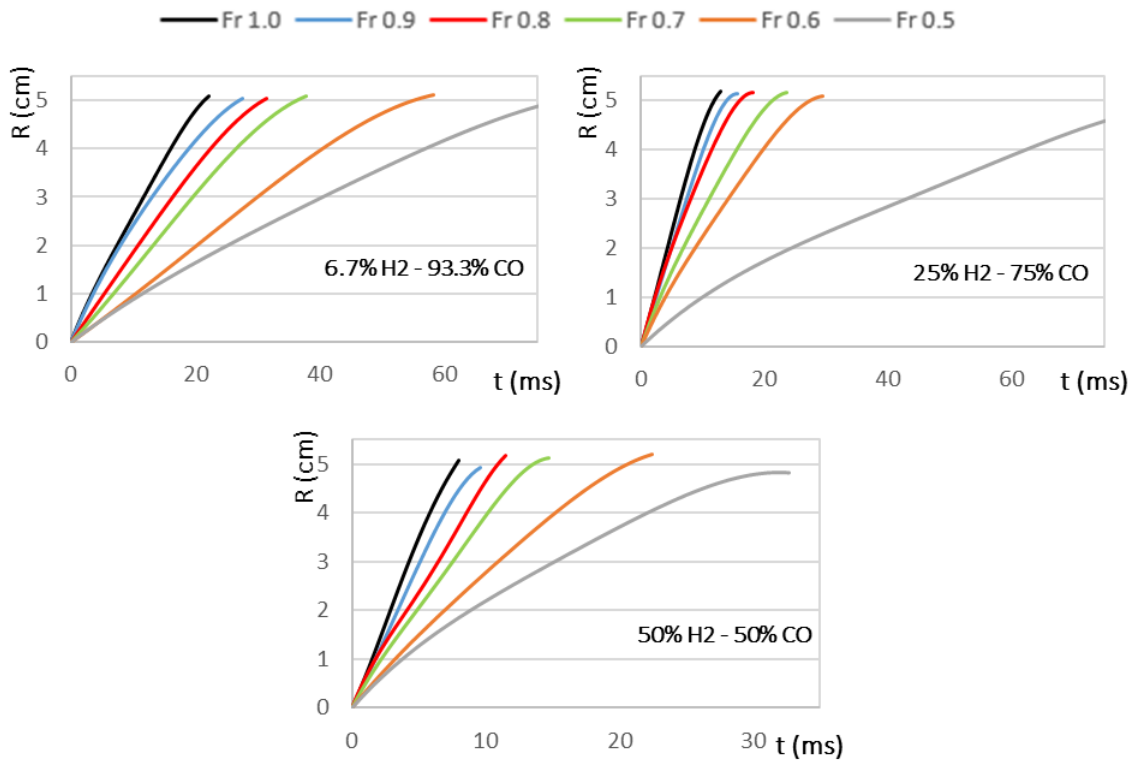 Fr 1.0 Fr 0.9 Fr 0.8 Fr 0.7 Fr 0.6 Fr 0.5
R (cm)
5
4
3
2
1
0
6.7% H2 - 93.3% CO
0 20 40 60 t (ms)
R (cm)
5
4
3
2
1
0
25% H2 - 75% CO
0 20 40 60 t (ms)
R (cm)
5
4
3
2
1
0
50% H2 - 50% CO
0 10 20 30 t (ms)